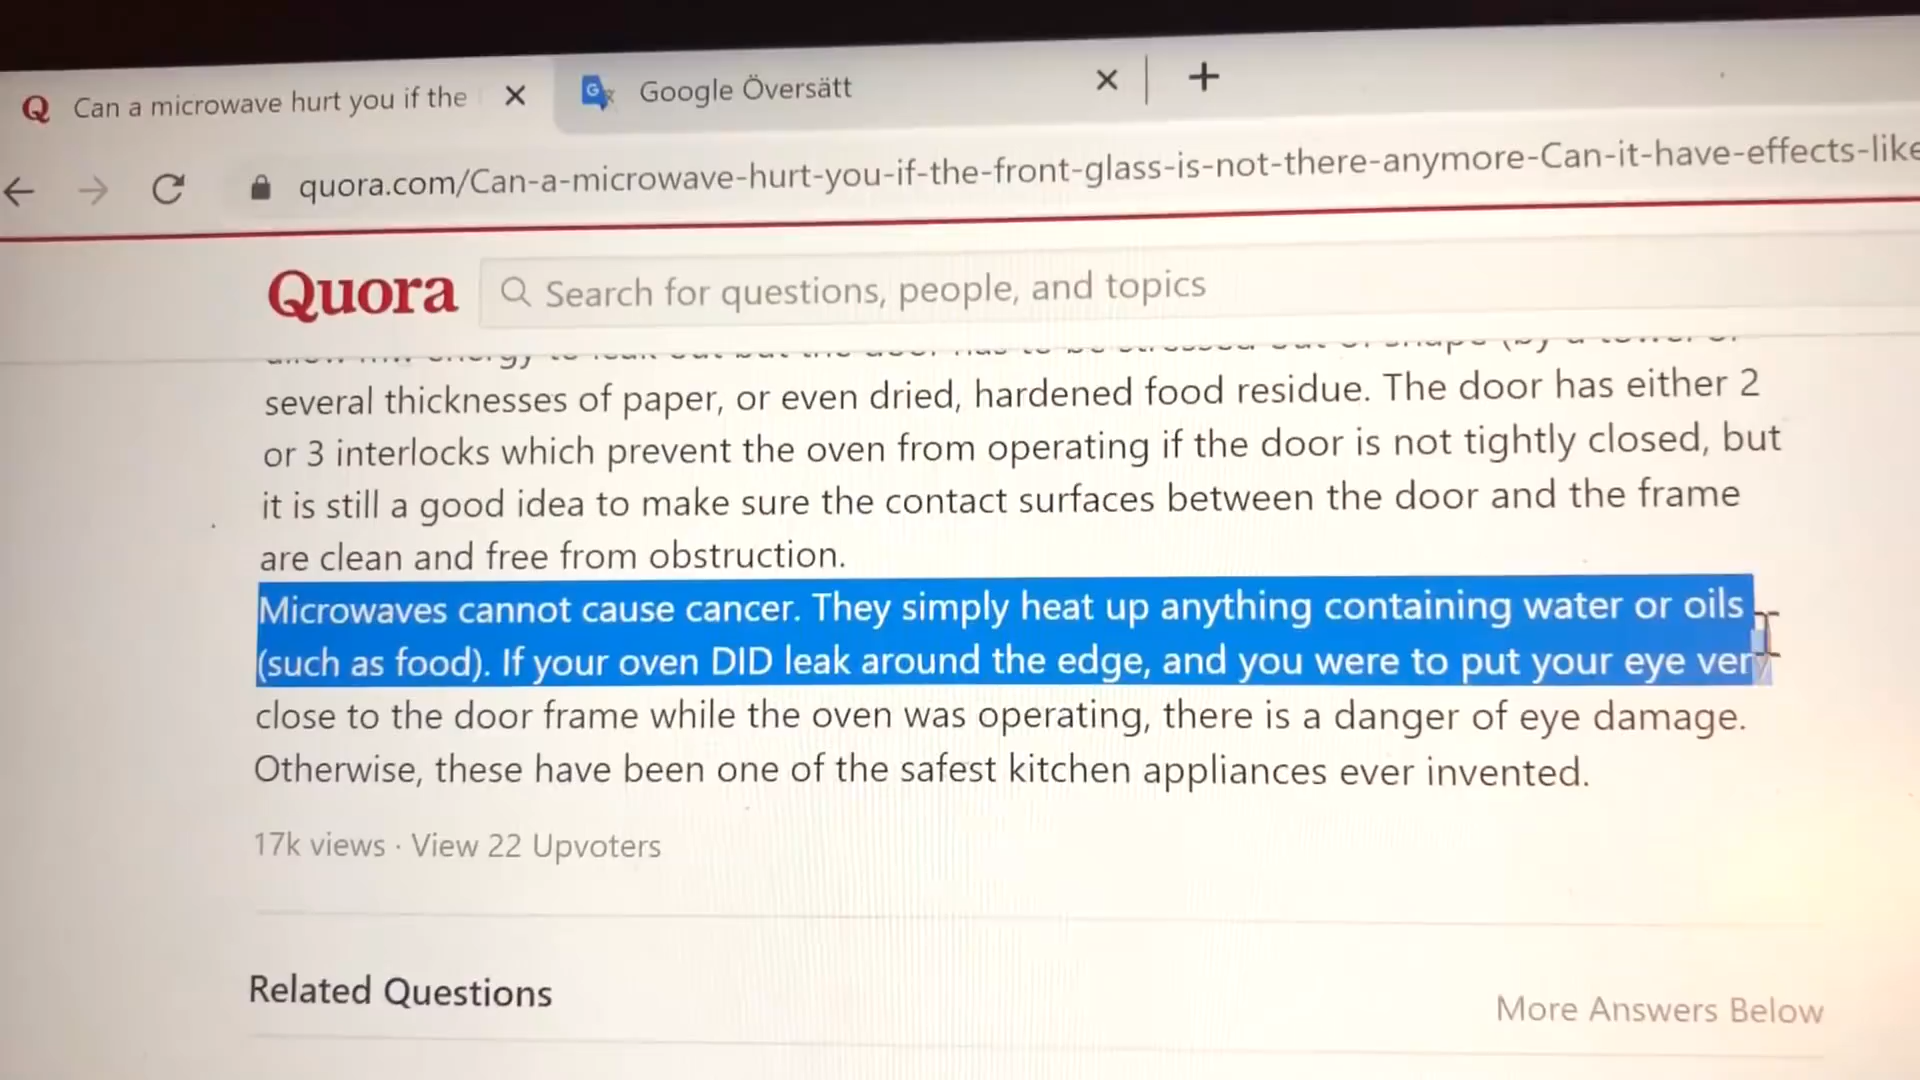 Can a microwave hurt you if the
Google Översätt
quora.com/Can-a-microwave-hurt-you-if-the-front-glass-is-not-there-anymore-Can-it-have-effects-like
Quora
Search for questions, people, and topics
several thicknesses of paper, or even dried, hardened food residue. The door has either 2
or 3 interlocks which prevent the oven from operating if the door is not tightly closed, but
it is still a good idea to make sure the contact surfaces between the door and the frame
are clean and free from obstruction.
Microwaves cannot cause cancer. They simply heat up anything containing water or oils
(such as food). If your oven DID leak around the edge, and you were to put your eye very
close to the door frame while the oven was operating, there is a danger of eye damage.
Otherwise, these have been one of the safest kitchen appliances ever invented.
17k views · View 22 Upvoters
Related Questions
More Answers Below